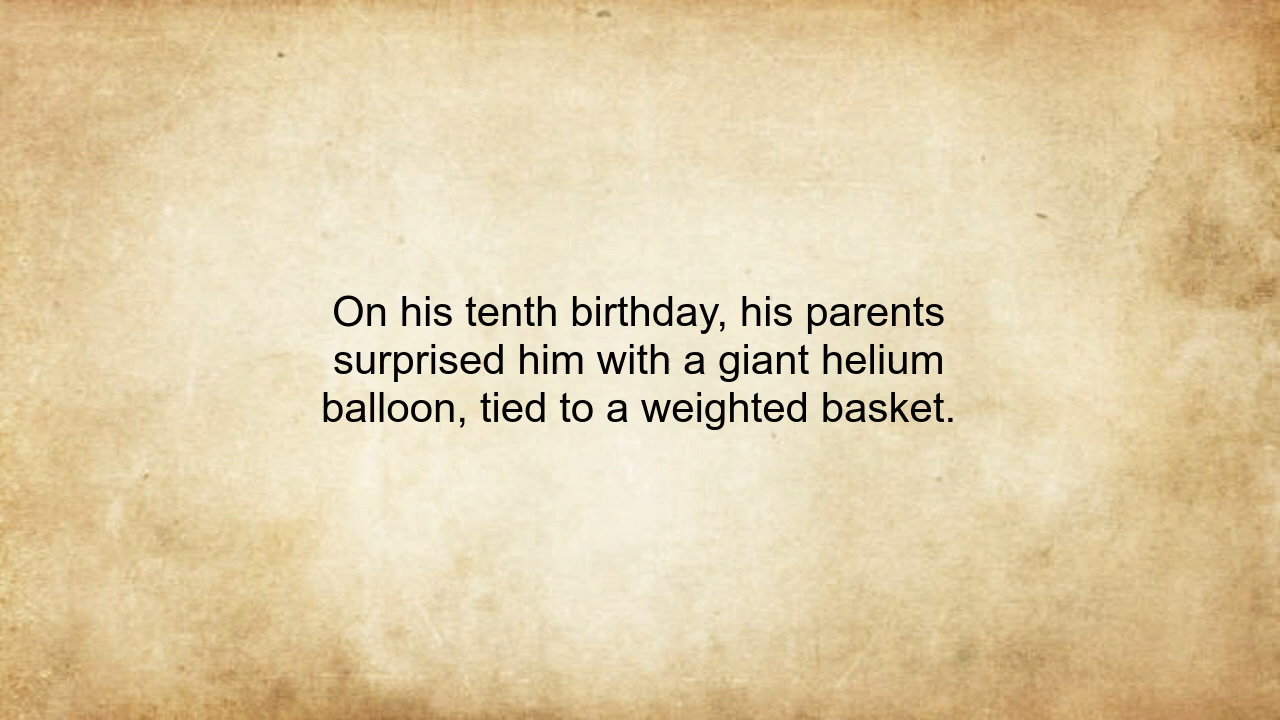 On his tenth birthday, his parents
surprised him with a giant helium
balloon, tied to a weighted basket.